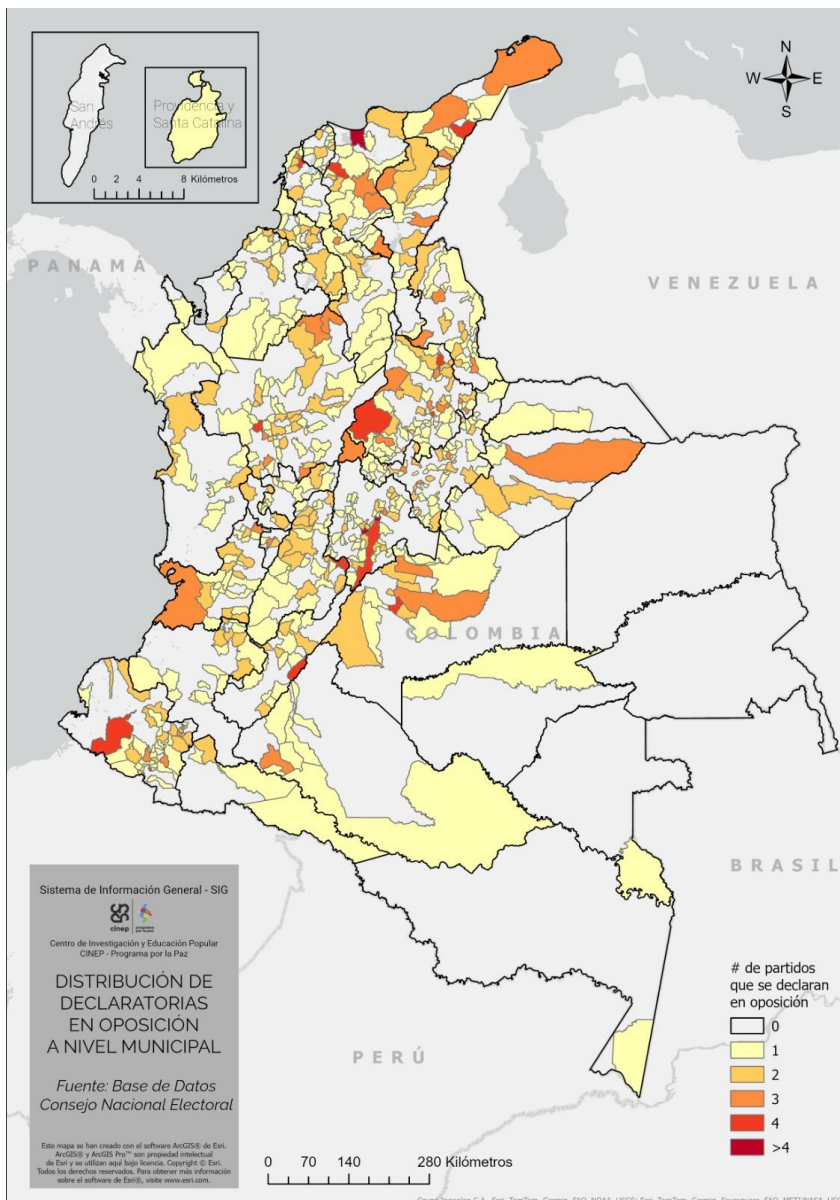 San
Andrés
Providencia y
Santa Catalina
0 2 4 8 Kilómetros
N
W E
S
PANAMÁ
VENEZUELA
COLOMBIA
BRASIL
PERÚ
Sistema de Información General - SIG
cinep
programa por la paz
Centro de Investigación y Educación Popular
CINEP - Programa por la Paz
DISTRIBUCIÓN DE
DECLARATORIAS
EN OPOSICIÓN
A NIVEL MUNICIPAL
Fuente: Base de Datos
Consejo Nacional Electoral
Este mapa se han creado con el software ArcGIS® de Esri.
ArcGIS® y ArcGIS Pro™ son propiedad intelectual
de Esri y se utilizan aquí bajo licencia. Copyright © Esri.
Todos los derechos reservados. Para obtener más información
sobre el software de Esri®, visite www.esri.com.
0 70 140 280 Kilómetros
# de partidos
que se declaran
en oposición
0
1
2
3
4
>4